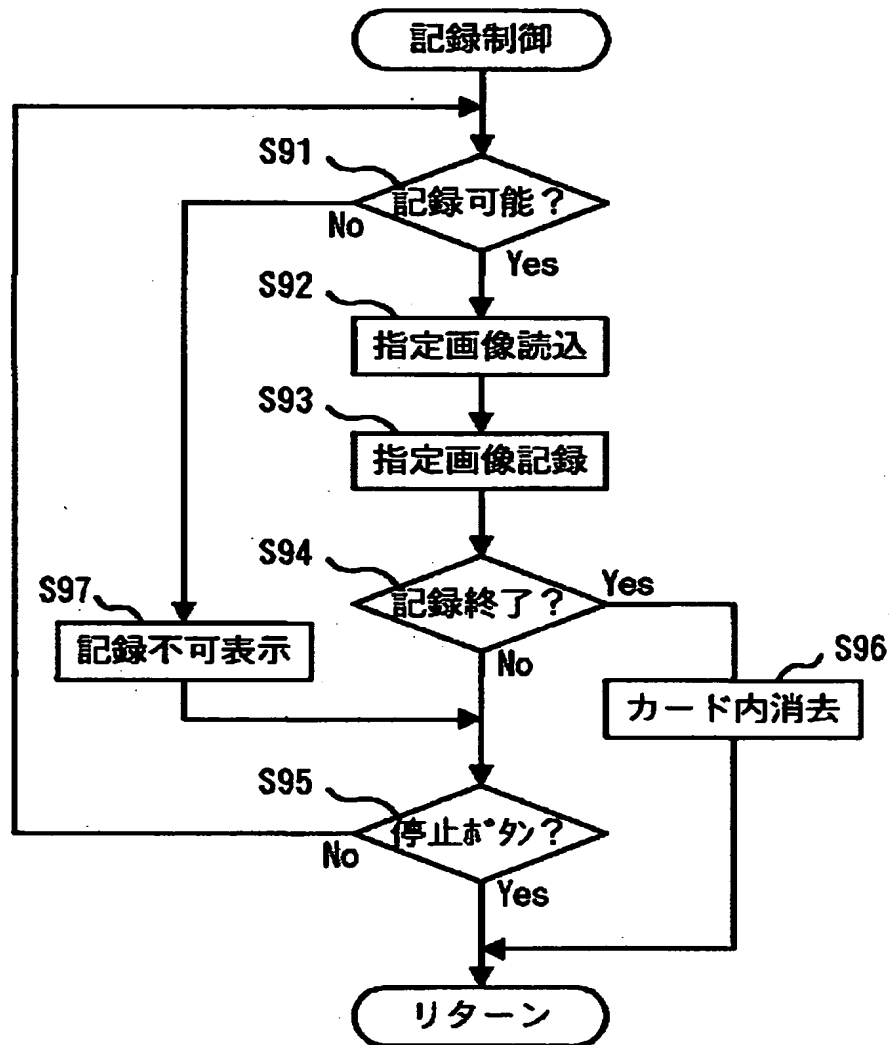 記録制御
S91
記録可能?
No
Yes
S92
指定画像読込
S93
指定画像記録
S94
記録終了?
Yes
No
S97
記録不可表示
S96
カード内消去
S95
停止ボタン?
No
Yes
リターン